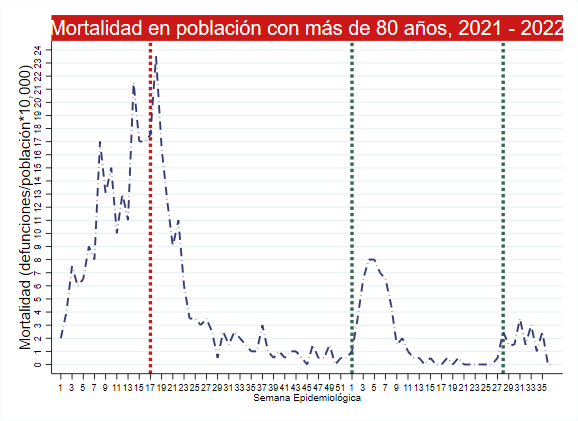 Mortalidad en población con más de 80 años, 2021 - 2022
Mortalidad (defunciones/población*10,000)
0 1 2 3 4 5 6 7 8 9 10 11 12 13 14 15 16 17 18 19 20 21 22 23 24
1 3 5 7 9 11 13 15 17 19 21 23 25 27 29 31 33 35 37 39 41 43 45 47 49 51 1 3 5 7 9 11 13 15 17 19 21 23 25 27 29 31 33 35
Semana Epidemiológica